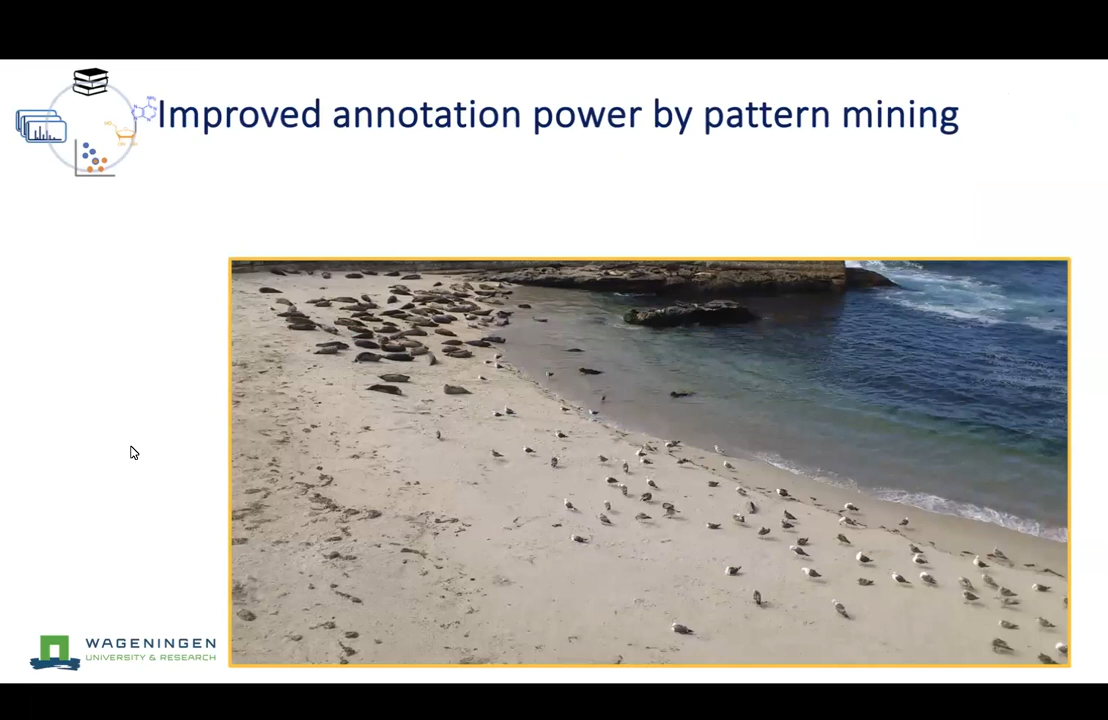 Improved annotation power by pattern mining
WAGENINGEN
UNIVERSITY & RESEARCH